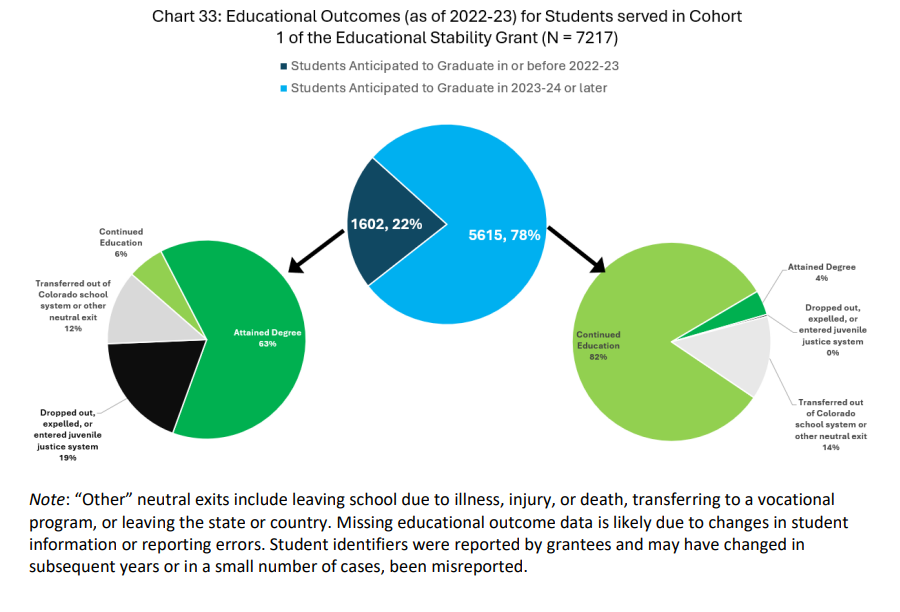 Chart 33: Educational Outcomes (as of 2022-23) for Students served in Cohort
1 of the Educational Stability Grant (N = 7217)
Students Anticipated to Graduate in or before 2022-23
Students Anticipated to Graduate in 2023-24 or later
1602, 22%
5615, 78%
Continued
Education
6%
Transferred out of
Colorado school
system or other
neutral exit
12%
Attained Degree
63%
Dropped out,
expelled, or
entered juvenile
justice system
19%
Continued
Education
82%
Attained Degree
4%
Dropped out,
expelled, or
entered juvenile
justice system
0%
Transferred out
of Colorado
school system or
other neutral exit
14%
Note: “Other” neutral exits include leaving school due to illness, injury, or death, transferring to a vocational
program, or leaving the state or country. Missing educational outcome data is likely due to changes in student
information or reporting errors. Student identifiers were reported by grantees and may have changed in
subsequent years or in a small number of cases, been misreported.